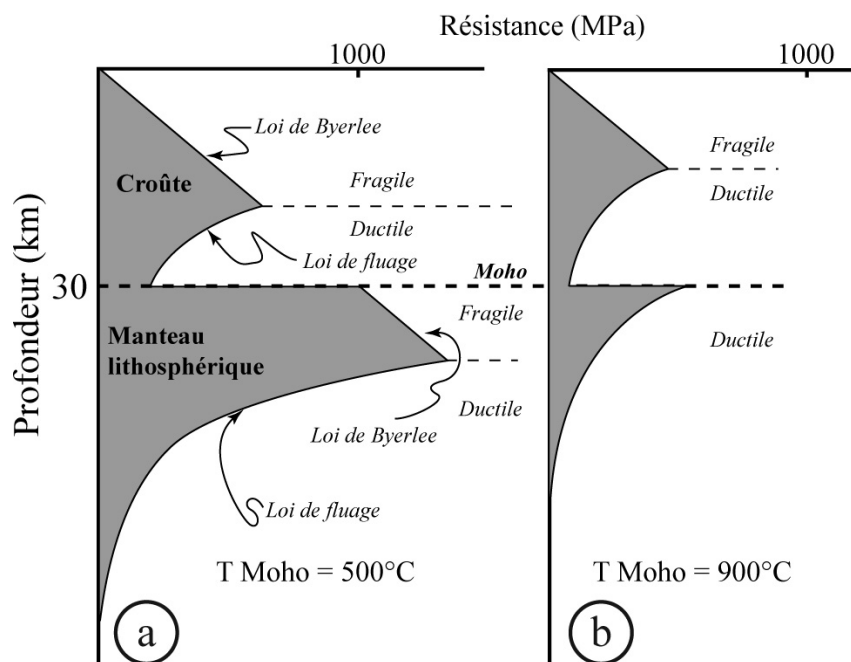 Résistance (MPa)
1000
1000
Loi de Byerlee
Fragile
Croûte
Fragile
Ductile
Ductile
Loi de fluage
Moho
30
Profondeur (km)
Fragile
Manteau
lithosphérique
Ductile
Ductile
Loi de Byerlee
Loi de fluage
T Moho = 500°C
T Moho = 900°C
a
b